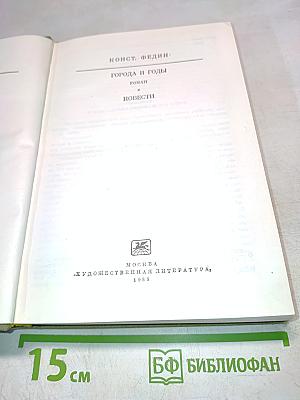 КОНСТ. ФЕДИН
ГОРОДА И ГОДЫ
РОМАН
ПОВЕСТИ
МОСКВА
«ХУДОЖЕСТВЕННАЯ ЛИТЕРАТУРА»
15 см
БФ БИБЛИОФАН